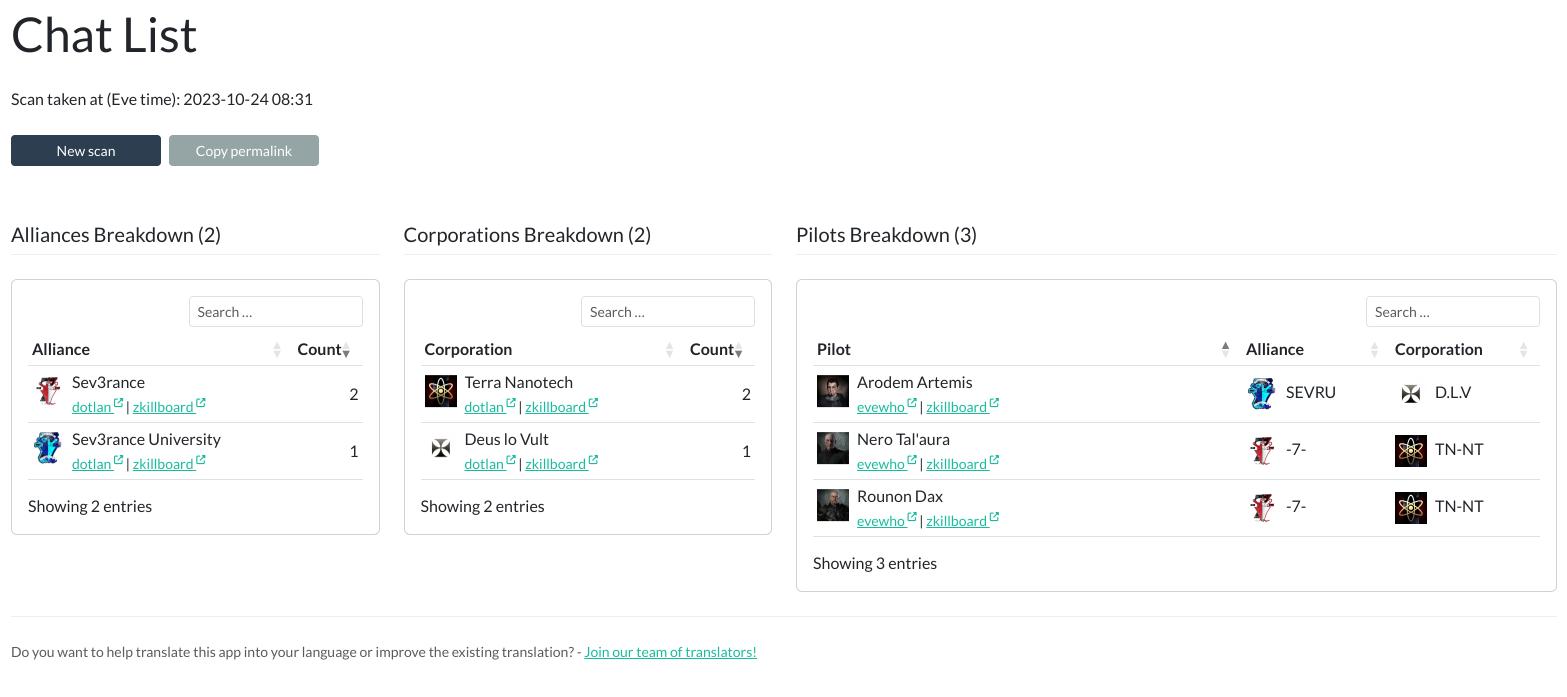 Chat List
Scan taken at (Eve time): 2023-10-24 08:31
New scan
Copy permalink
Alliances Breakdown (2)
Search ...
Alliance Count
Sev3rance
dotlan | zkillboard
2
Sev3rance University
dotlan | zkillboard
1
Showing 2 entries
Corporations Breakdown (2)
Search ...
Corporation Count
Terra Nanotech
dotlan | zkillboard
2
Deus lo Vult
dotlan | zkillboard
1
Showing 2 entries
Pilots Breakdown (3)
Search ...
Pilot Alliance Corporation
Arodem Artemis
evewho | zkillboard
SEVRU D.L.V
Nero Tal'aura
evewho | zkillboard
-7- TN-NT
Rounon Dax
evewho | zkillboard
-7- TN-NT
Showing 3 entries
Do you want to help translate this app into your language or improve the existing translation? - Join our team of translators!